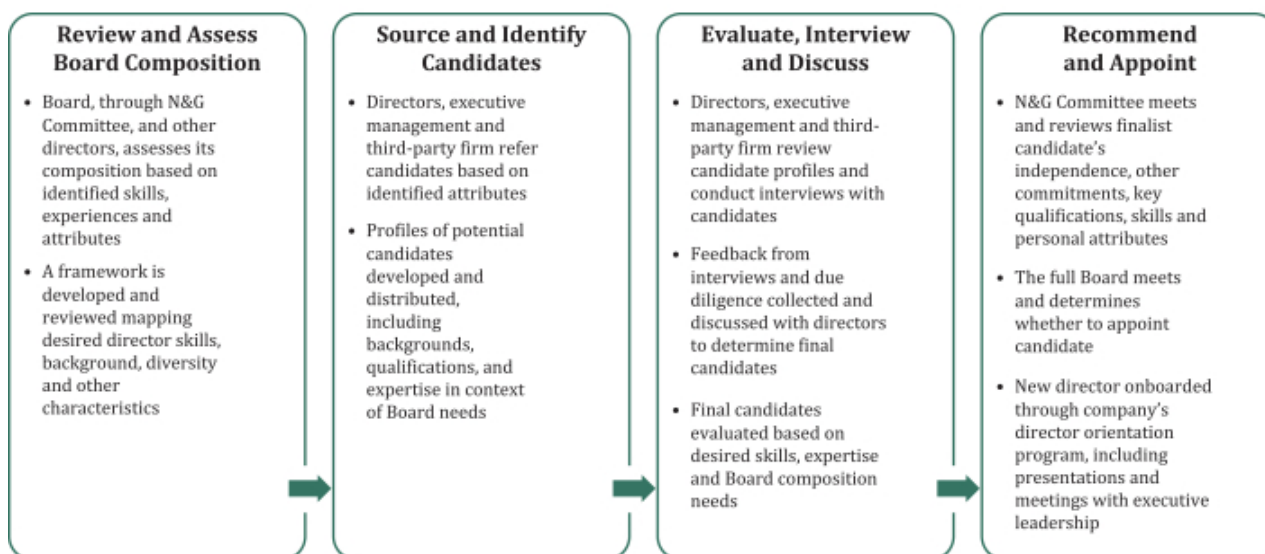 Review and Assess
Board Composition
• Board, through N&G
Committee, and other
directors, assesses its
composition based on
identified skills,
experiences and
attributes
• A framework is
developed and
reviewed mapping
desired director skills,
background, diversity
and other
characteristics
Source and Identify
Candidates
• Directors, executive
management and
third-party firm refer
candidates based on
identified attributes
• Profiles of potential
candidates
developed and
distributed,
including
backgrounds,
qualifications, and
expertise in context
of Board needs
Evaluate, Interview
and Discuss
• Directors, executive
management and third-
party firm review
candidate profiles and
conduct interviews with
candidates
• Feedback from
interviews and due
diligence collected and
discussed with directors
to determine final
candidates
• Final candidates
evaluated based on
desired skills, expertise
and Board composition
needs
Recommend
and Appoint
• N&G Committee meets
and reviews finalist
candidate's
independence, other
commitments, key
qualifications, skills and
personal attributes
• The full Board meets
and determines
whether to appoint
candidate
• New director onboarded
through company's
director orientation
program, including
presentations and
meetings with executive
leadership